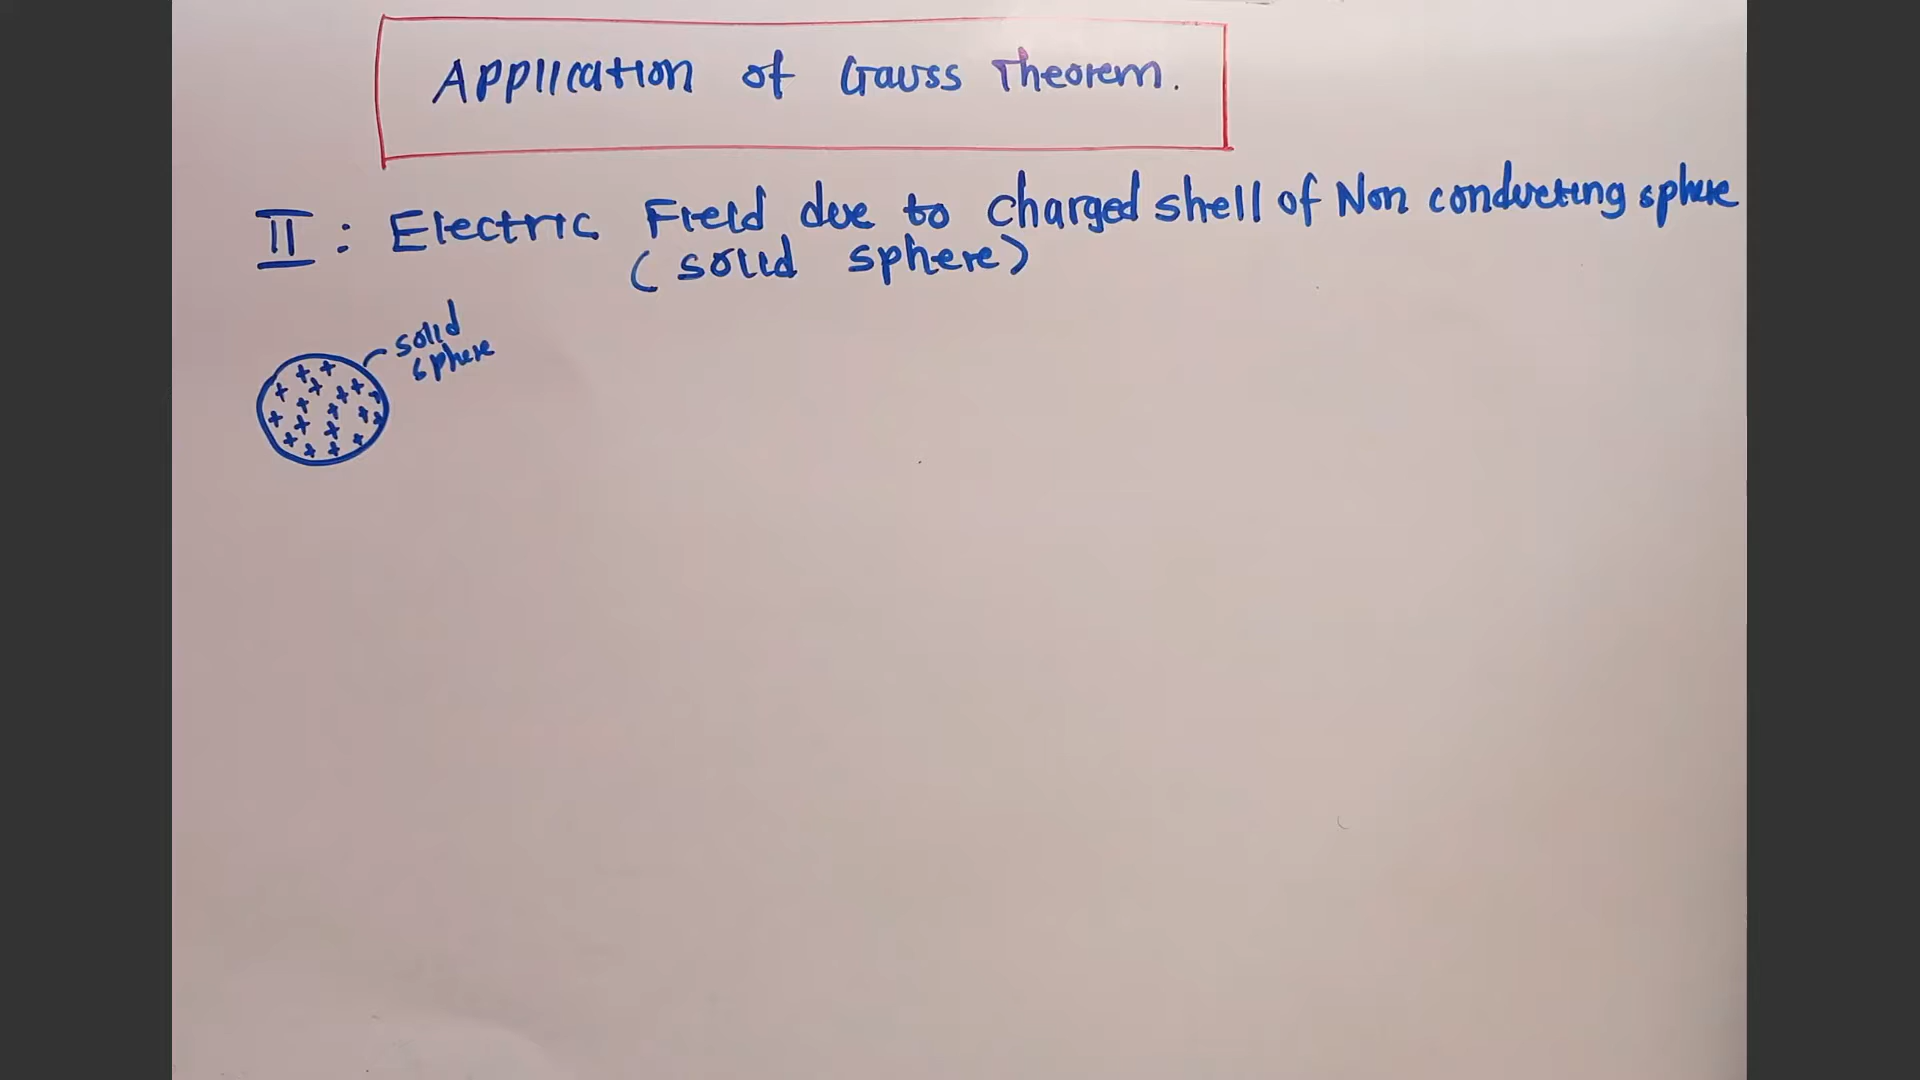 Application of Gauss Theorem.
II : Electric Field due to charged shell of Non conducting sphere
(solid sphere)
solid
sphere